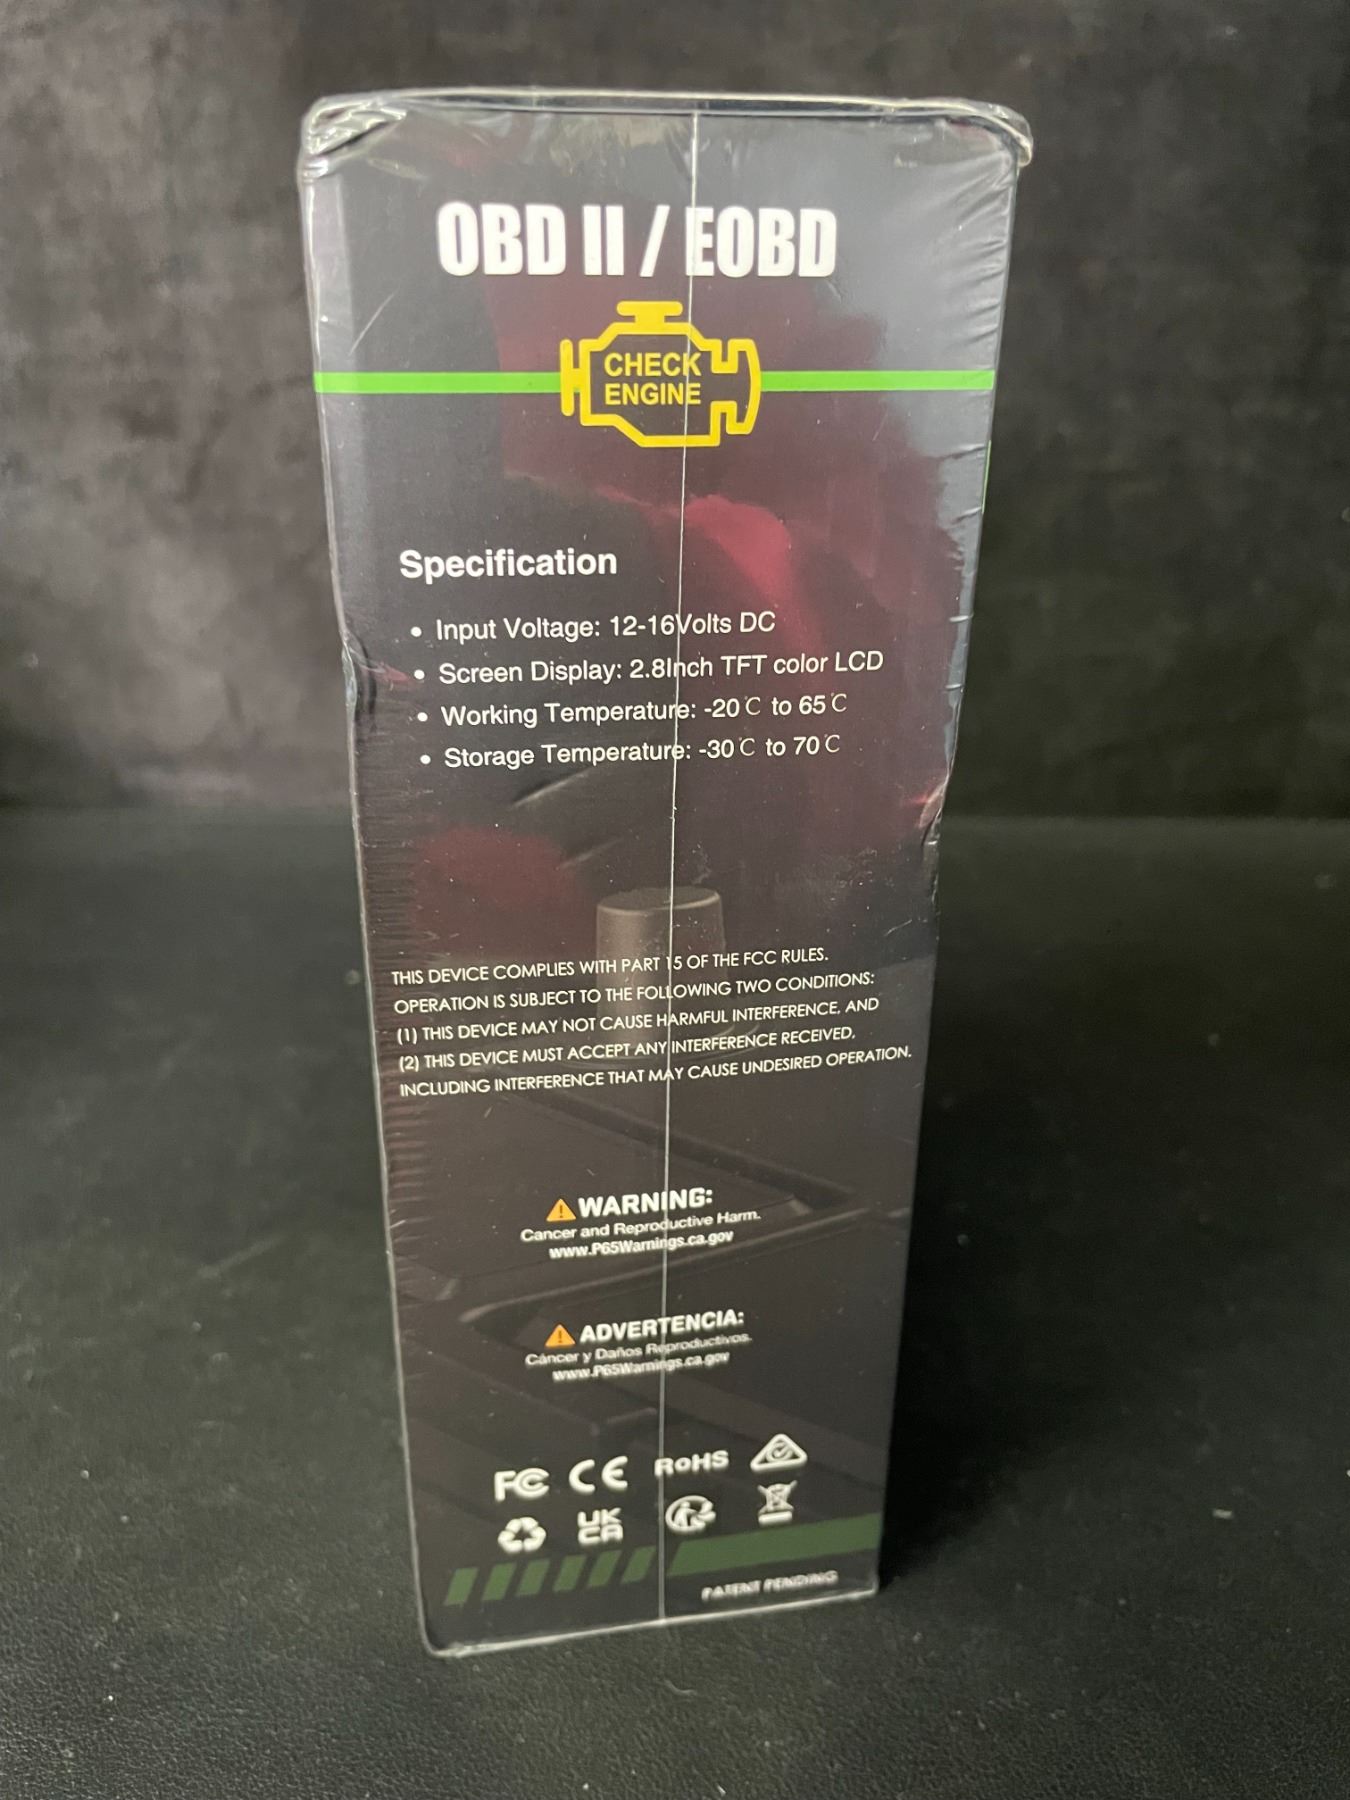 OBD II / EOBD
CHECK
ENGINE
Specification
• Input Voltage: 12-16Volts DC
• Screen Display: 2.8Inch TFT color LCD
• Working Temperature: -20℃ to 65℃
• Storage Temperature: -30℃ to 70℃
THIS DEVICE COMPLIES WITH PART 15 OF THE FCC RULES.
OPERATION IS SUBJECT TO THE FOLLOWING TWO CONDITIONS:
(1) THIS DEVICE MAY NOT CAUSE HARMFUL INTERFERENCE, AND
(2) THIS DEVICE MUST ACCEPT ANY INTERFERENCE RECEIVED,
INCLUDING INTERFERENCE THAT MAY CAUSE UNDESIRED OPERATION.
⚠WARNING:
Cancer and Reproductive Harm.
www.P65Warnings.ca.gov
⚠ADVERTENCIA:
Cáncer y Daños Reproductivos.
www.P65Warnings.ca.gov
FC CE RoHS
UK
CA
PATENT PENDING